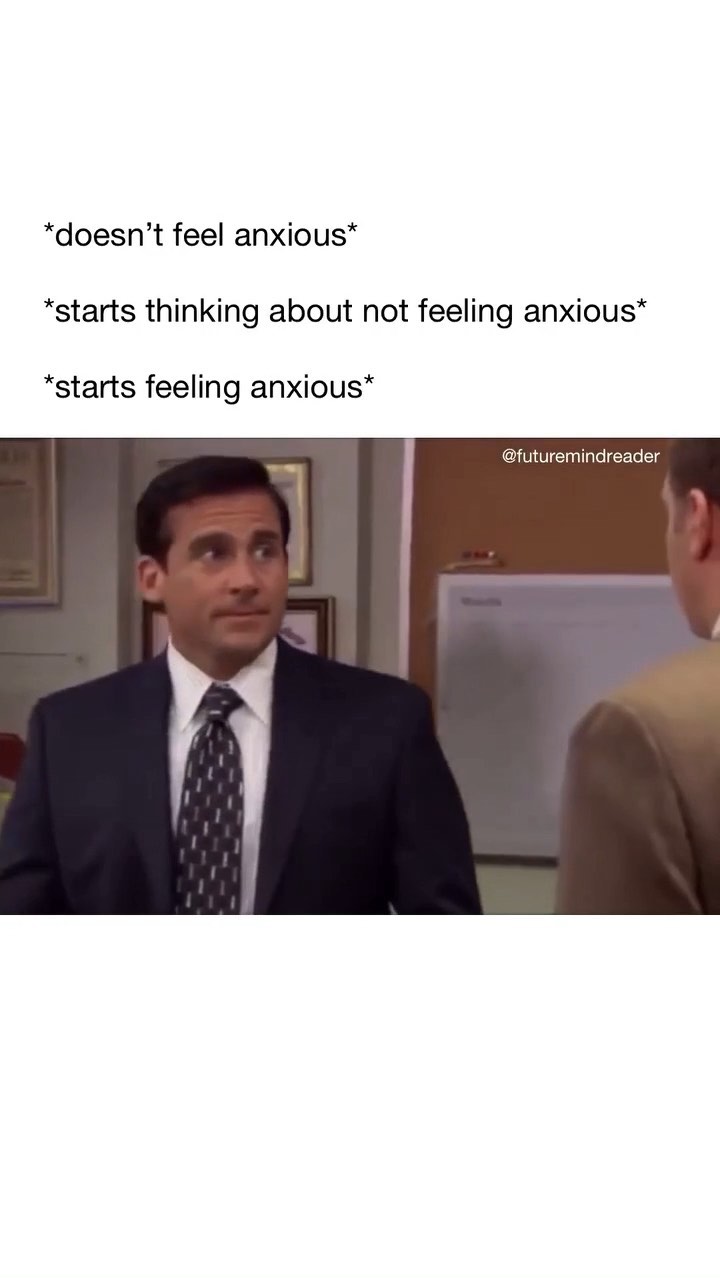 *doesn’t feel anxious*
*starts thinking about not feeling anxious*
*starts feeling anxious*
@futuremindreader